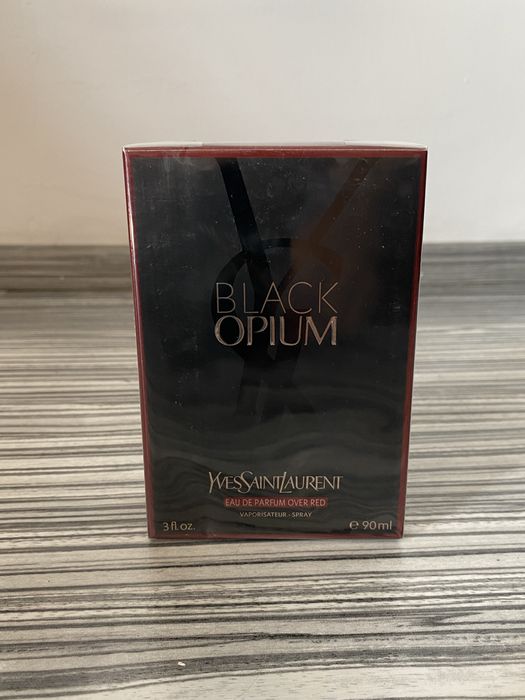 BLACK
OPIUM
YVESSAINTLAURENT
EAU DE PARFUM OVER RED
VAPORISATEUR - SPRAY
3 fl.oz. ℮ 90ml